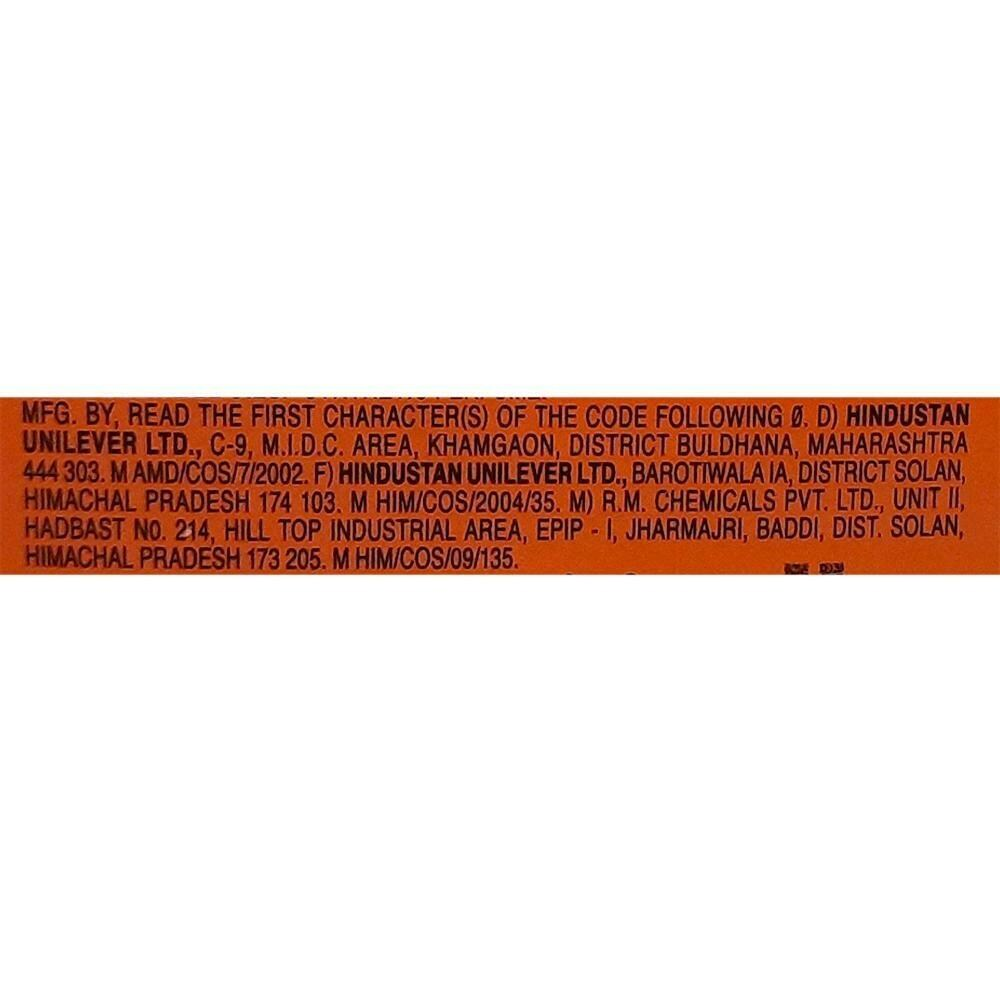 MFG. BY, READ THE FIRST CHARACTER(S) OF THE CODE FOLLOWING Ø. D) HINDUSTAN
UNILEVER LTD., C-9, M.I.D.C. AREA, KHAMGAON, DISTRICT BULDHANA, MAHARASHTRA
444 303. M AMD/COS/7/2002. F) HINDUSTAN UNILEVER LTD., BAROTIWALA IA, DISTRICT SOLAN,
HIMACHAL PRADESH 174 103. M HIM/COS/2004/35. M) R.M. CHEMICALS PVT. LTD., UNIT II,
HADBAST No. 214, HILL TOP INDUSTRIAL AREA, EPIP - I, JHARMAJRI, BADDI, DIST. SOLAN,
HIMACHAL PRADESH 173 205. M HIM/COS/09/135.